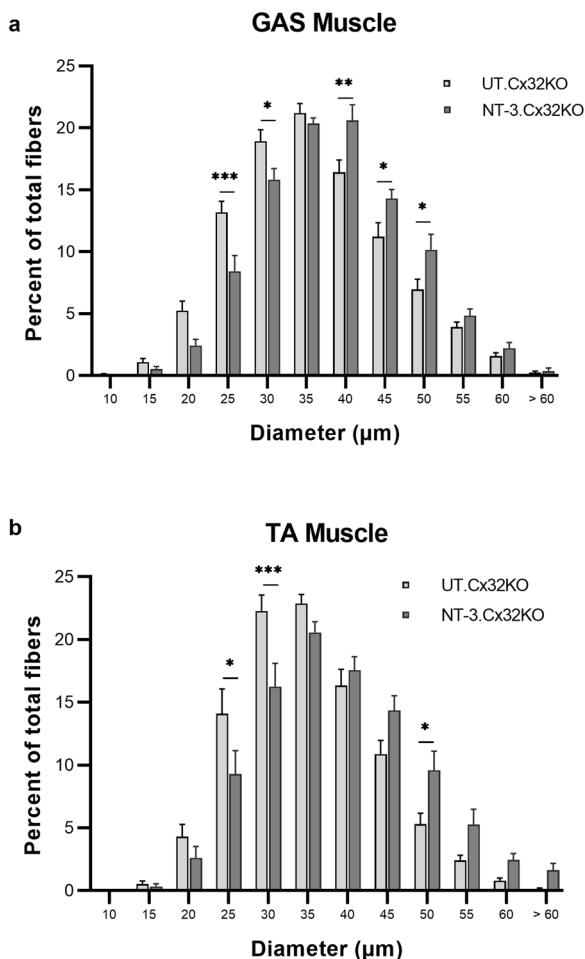 a
GAS Muscle
25
20
15
10
5
0
Percent of total fibers
UT.Cx32KO
NT-3.Cx32KO
***
*
**
*
*
10 15 20 25 30 35 40 45 50 55 60 > 60
Diameter (µm)
b
TA Muscle
25
20
15
10
5
0
Percent of total fibers
UT.Cx32KO
NT-3.Cx32KO
*
***
*
10 15 20 25 30 35 40 45 50 55 60 > 60
Diameter (µm)